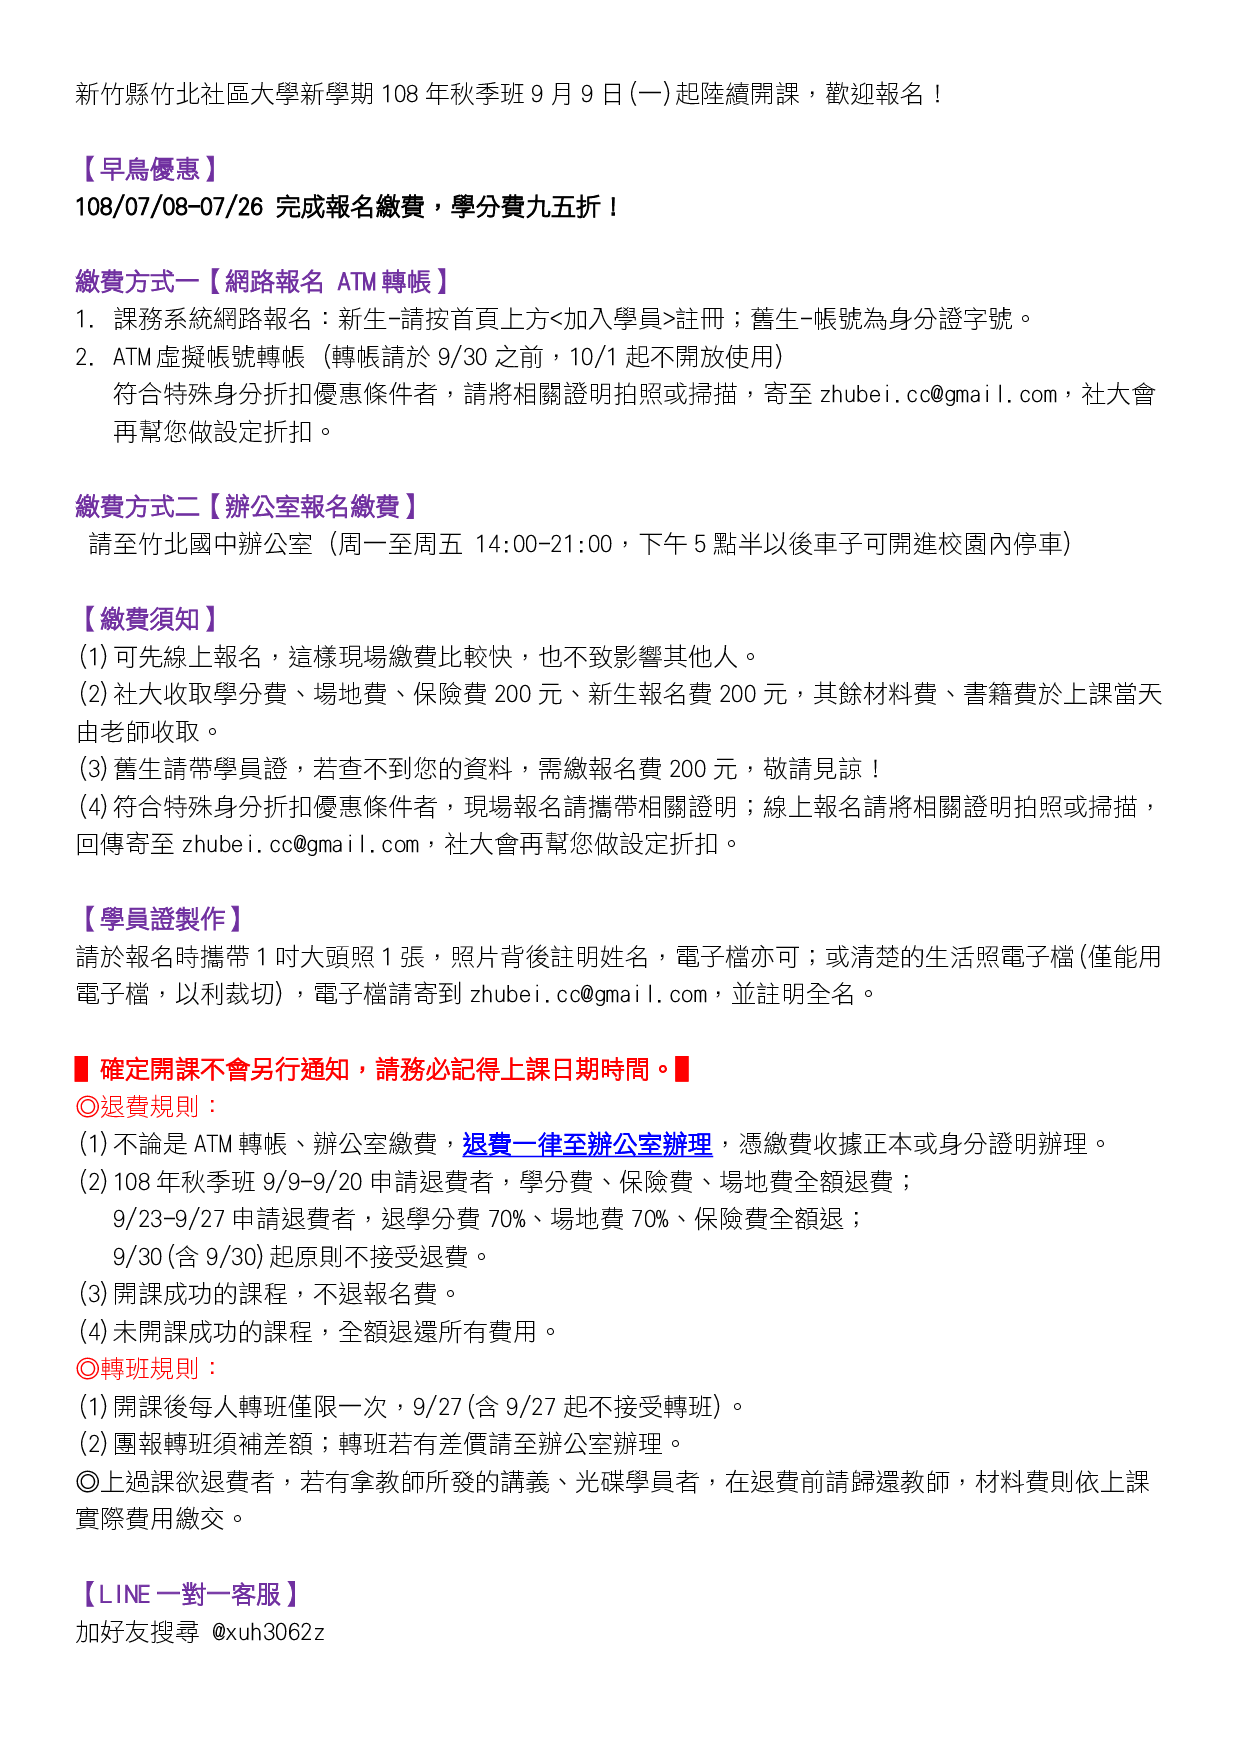 新竹縣竹北社區大學新學期 108 年秋季班 9 月 9 日(一)起陸續開課，歡迎報名！
【早鳥優惠】
108/07/08-07/26 完成報名繳費，學分費九五折！
繳費方式一【網路報名 ATM 轉帳】
1. 課務系統網路報名：新生-請按首頁上方<加入學員>註冊；舊生-帳號為身分證字號。
2. ATM 虛擬帳號轉帳 (轉帳請於 9/30 之前，10/1 起不開放使用)
符合特殊身分折扣優惠條件者，請將相關證明拍照或掃描，寄至 zhubei.cc@gmail.com，社大會
再幫您做設定折扣。
繳費方式二【辦公室報名繳費】
請至竹北國中辦公室 (周一至周五 14:00-21:00，下午 5 點半以後車子可開進校園內停車)
【繳費須知】
(1)可先線上報名，這樣現場繳費比較快，也不致影響其他人。
(2)社大收取學分費、場地費、保險費 200 元、新生報名費 200 元，其餘材料費、書籍費於上課當天
由老師收取。
(3)舊生請帶學員證，若查不到您的資料，需繳報名費 200 元，敬請見諒！
(4)符合特殊身分折扣優惠條件者，現場報名請攜帶相關證明；線上報名請將相關證明拍照或掃描，
回傳寄至 zhubei.cc@gmail.com，社大會再幫您做設定折扣。
【學員證製作】
請於報名時攜帶 1 吋大頭照 1 張，照片背後註明姓名，電子檔亦可；或清楚的生活照電子檔(僅能用
電子檔，以利裁切)，電子檔請寄到 zhubei.cc@gmail.com，並註明全名。
█ 確定開課不會另行通知，請務必記得上課日期時間。█
◎退費規則：
(1)不論是 ATM 轉帳、辦公室繳費，退費一律至辦公室辦理，憑繳費收據正本或身分證明辦理。
(2)108 年秋季班 9/9-9/20 申請退費者，學分費、保險費、場地費全額退費；
9/23-9/27 申請退費者，退學分費 70%、場地費 70%、保險費全額退；
9/30(含 9/30)起原則不接受退費。
(3)開課成功的課程，不退報名費。
(4)未開課成功的課程，全額退還所有費用。
◎轉班規則：
(1)開課後每人轉班僅限一次，9/27(含 9/27 起不接受轉班)。
(2)團報轉班須補差額；轉班若有差價請至辦公室辦理。
◎上過課欲退費者，若有拿教師所發的講義、光碟學員者，在退費前請歸還教師，材料費則依上課
實際費用繳交。
【LINE 一對一客服】
加好友搜尋 @xuh3062z